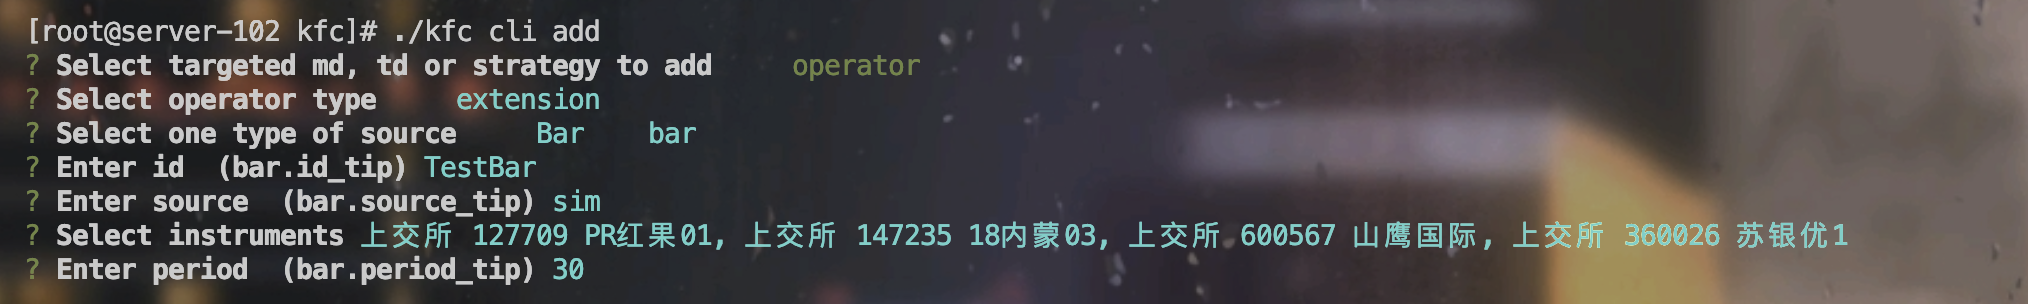 [root@server-102 kfc]# ./kfc cli add
? Select targeted md, td or strategy to add     operator
? Select operator type     extension
? Select one type of source     Bar    bar
? Enter id  (bar.id_tip) TestBar
? Enter source  (bar.source_tip) sim
? Select instruments 上交所 127709 PR红果01, 上交所 147235 18内蒙03, 上交所 600567 山鹰国际, 上交所 360026 苏银优1
? Enter period  (bar.period_tip) 30